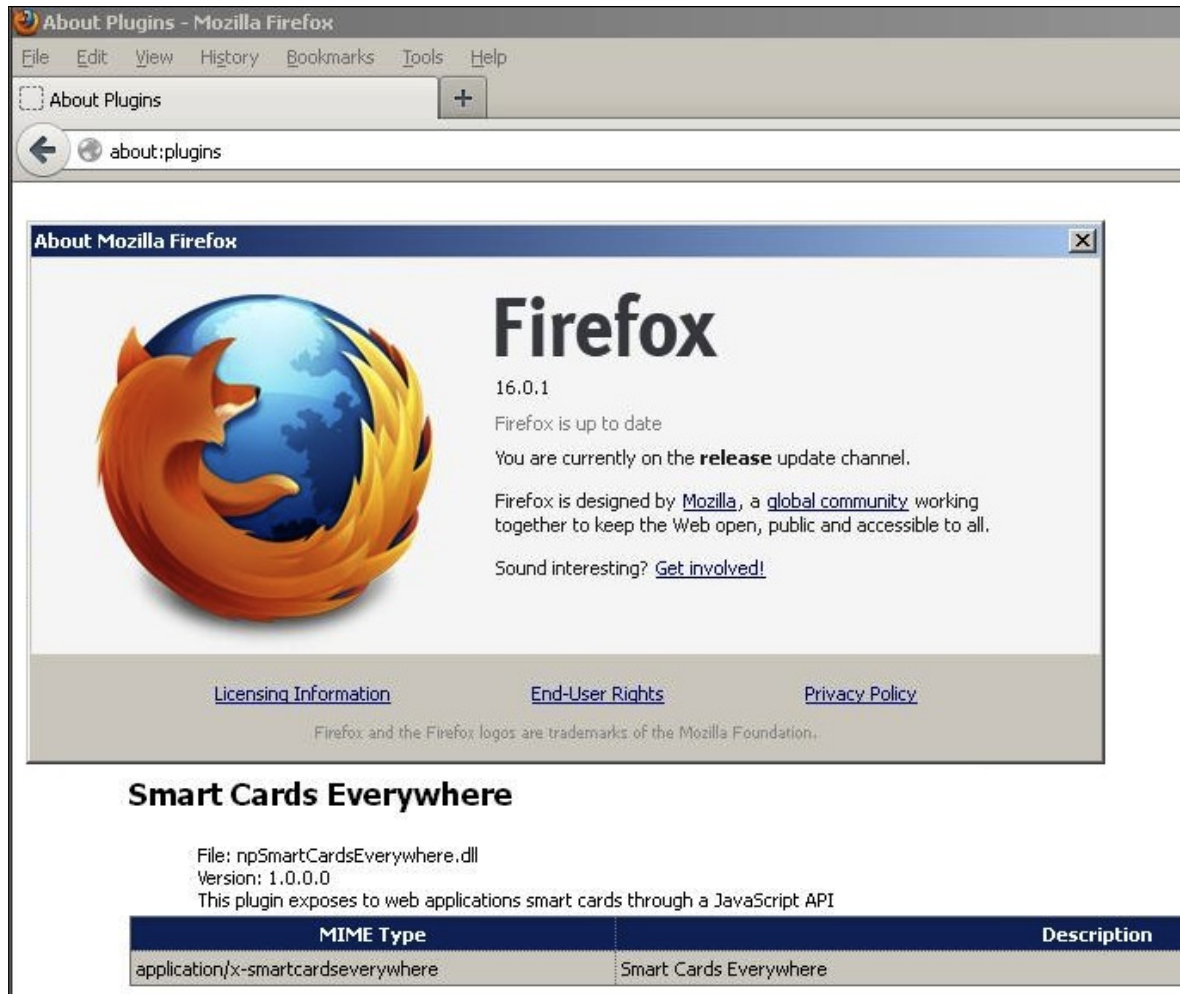 About Plugins - Mozilla Firefox
File Edit View History Bookmarks Tools Help
About Plugins +
about:plugins
About Mozilla Firefox
Firefox
16.0.1
Firefox is up to date
You are currently on the release update channel.
Firefox is designed by Mozilla, a global community working
together to keep the Web open, public and accessible to all.
Sound interesting? Get involved!
Licensing Information End-User Rights Privacy Policy
Firefox and the Firefox logos are trademarks of the Mozilla Foundation.
Smart Cards Everywhere
File: npSmartCardsEverywhere.dll
Version: 1.0.0.0
This plugin exposes to web applications smart cards through a JavaScript API
MIME Type Description
application/x-smartcardseverywhere Smart Cards Everywhere